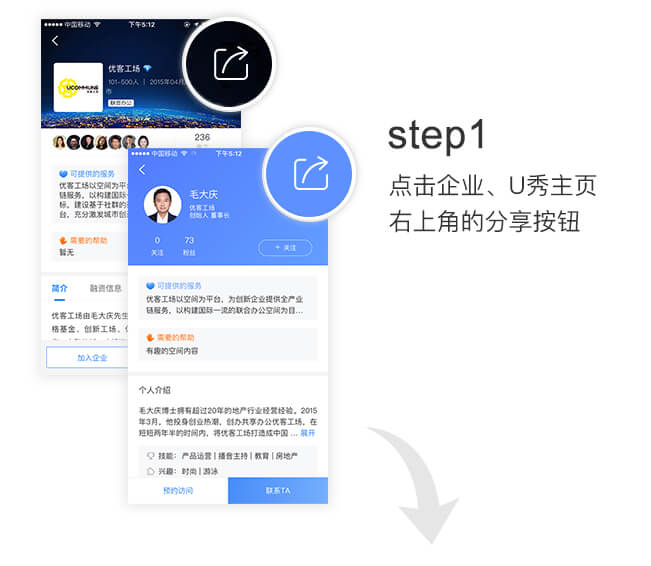 中国移动 下午5:12
优客工场
101-500人 | 2015年04月
市
联合办公
UCOMMUNE
236
可提供的服务
优客工场以空间为平台
链服务，以构建国际一
标。建设基于社群的商
台，充分激发城市创
需要的帮助
暂无
简介 融资信息
优客工场由毛大庆先生
格基金、创新工场、
加入企业
中国移动 下午5:12
毛大庆
优客工场
创始人 董事长
0 73
关注 粉丝
+ 关注
可提供的服务
优客工场以空间为平台，为创新企业提供全产业
链服务，以构建国际一流的联合办公空间为目...
需要的帮助
有趣的空间内容
个人介绍
毛大庆博士拥有超过20年的地产行业经营经验。2015
年3月，他投身创业热潮，创办共享办公优客工场。在
短短两年半的时间内，将优客工场打造成中国 ... 展开
技能： 产品运营 | 播音主持 | 教育 | 房地产
兴趣： 时尚 | 游泳
预约访问 联系TA
step1
点击企业、U秀主页
右上角的分享按钮